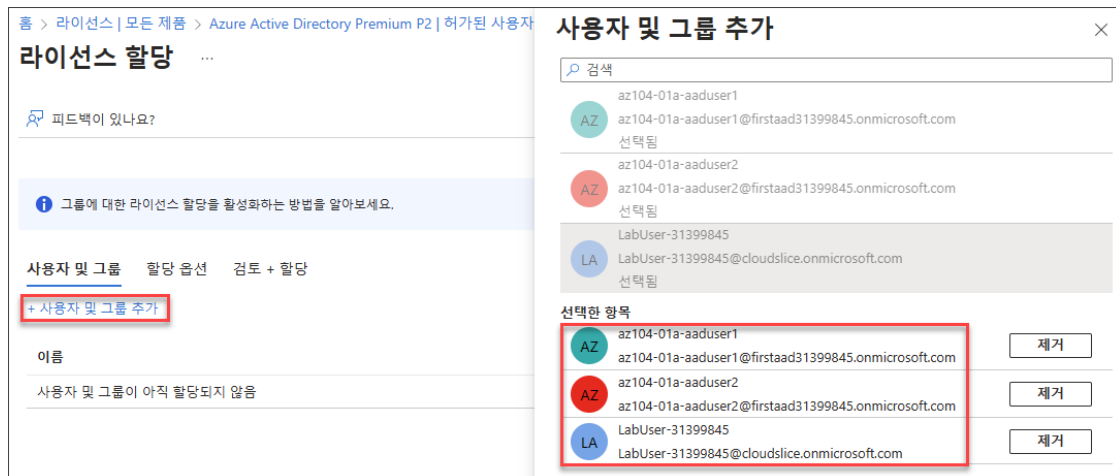 홈 > 라이선스 | 모든 제품 > Azure Active Directory Premium P2 | 허가된 사용자
라이선스 할당 ...
피드백이 있나요?
그룹에 대한 라이선스 할당을 활성화하는 방법을 알아보세요.
사용자 및 그룹 할당 옵션 검토 + 할당
+ 사용자 및 그룹 추가
이름
사용자 및 그룹이 아직 할당되지 않음
사용자 및 그룹 추가
검색
az104-01a-aaduser1
AZ az104-01a-aaduser1@firstaad31399845.onmicrosoft.com
선택됨
az104-01a-aaduser2
AZ az104-01a-aaduser2@firstaad31399845.onmicrosoft.com
선택됨
LabUser-31399845
LA LabUser-31399845@cloudslice.onmicrosoft.com
선택됨
선택한 항목
az104-01a-aaduser1
AZ 제거
az104-01a-aaduser1@firstaad31399845.onmicrosoft.com
az104-01a-aaduser2
AZ 제거
az104-01a-aaduser2@firstaad31399845.onmicrosoft.com
LabUser-31399845
LA 제거
LabUser-31399845@cloudslice.onmicrosoft.com